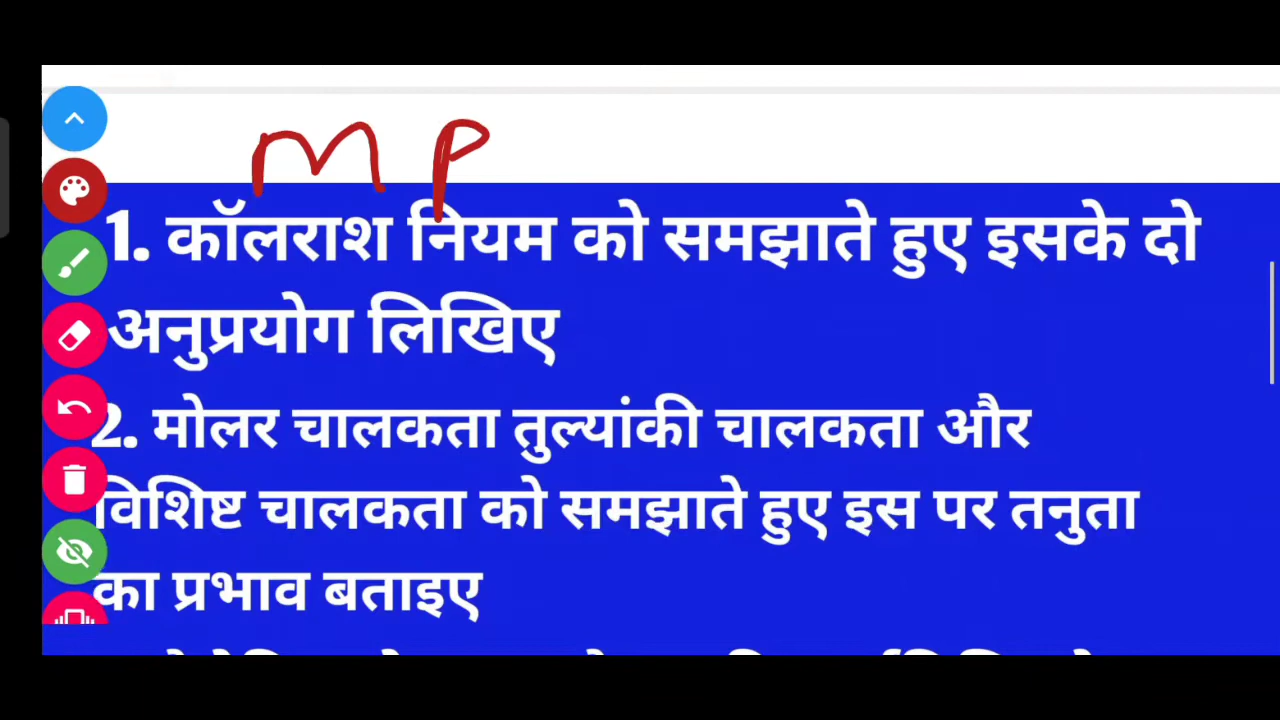 MP
1. कॉलराश नियम को समझाते हुए इसके दो
अनुप्रयोग लिखिए
2. मोलर चालकता तुल्यांकी चालकता और
विशिष्ट चालकता को समझाते हुए इस पर तनुता
का प्रभाव बताइए